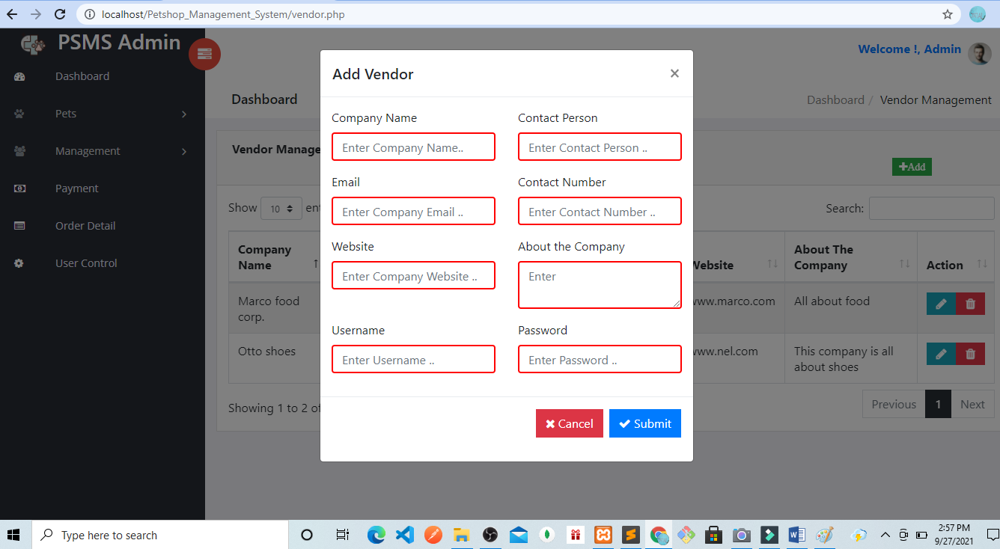 localhost/Petshop_Management_System/vendor.php
PSMS Admin
Welcome !, Admin
Dashboard
Pets
Management
Payment
Order Detail
User Control
Dashboard
Dashboard / Vendor Management
Vendor Manage
+Add
Show 10 ent
Search:
Company Name
Website
About The Company
Action
Marco food corp.
www.marco.com
All about food
Otto shoes
www.nel.com
This company is all about shoes
Showing 1 to 2 of
Previous 1 Next
Add Vendor
×
Company Name
Contact Person
Enter Company Name..
Enter Contact Person ..
Email
Contact Number
Enter Company Email ..
Enter Contact Number ..
Website
About the Company
Enter Company Website ..
Enter
Username
Password
Enter Username ..
Enter Password ..
Cancel
Submit
Type here to search
2:57 PM
9/27/2021